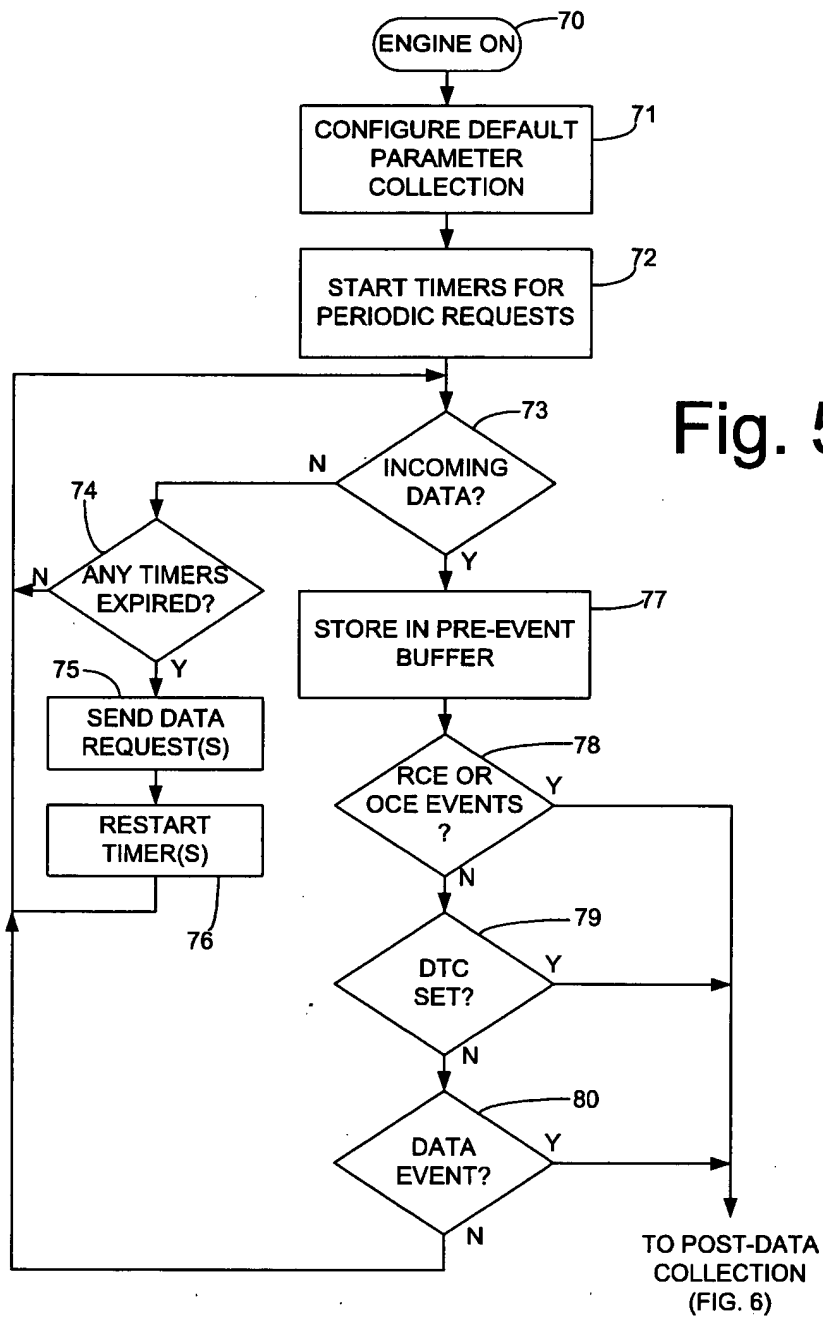 ENGINE ON
70
CONFIGURE DEFAULT
PARAMETER
COLLECTION
71
START TIMERS FOR
PERIODIC REQUESTS
72
Fig. 5
INCOMING
DATA?
73
N
Y
ANY TIMERS
EXPIRED?
74
N
Y
SEND DATA
REQUEST(S)
75
RESTART
TIMER(S)
76
STORE IN PRE-EVENT
BUFFER
77
RCE OR
OCE EVENTS
?
78
Y
N
DTC
SET?
79
Y
N
DATA
EVENT?
80
Y
N
TO POST-DATA
COLLECTION
(FIG. 6)